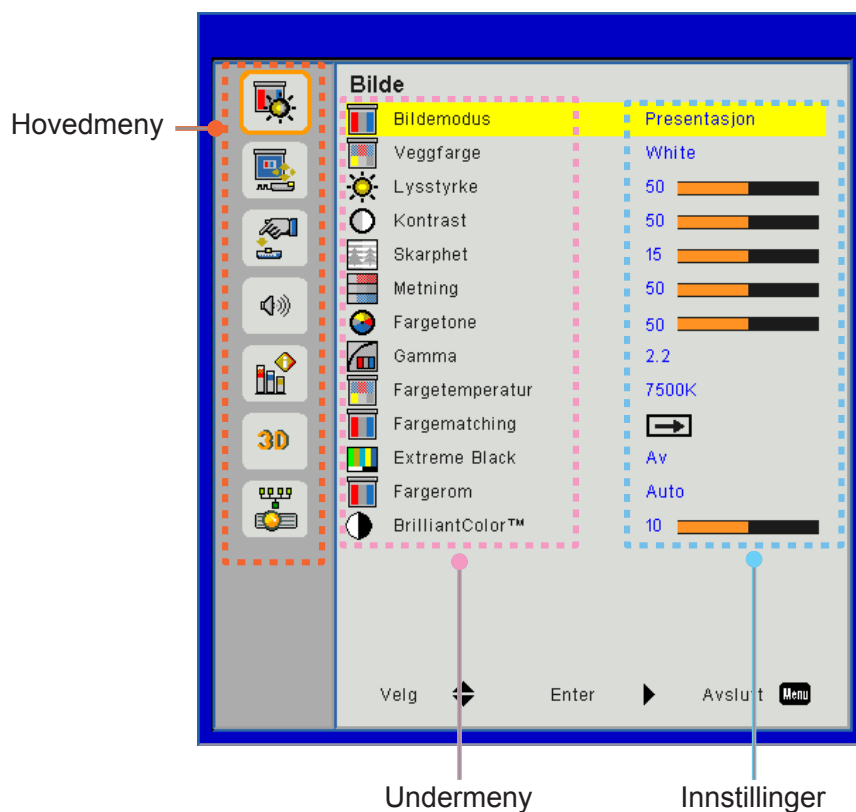 Bilde
Hovedmeny
Bildemodus Presentasjon
Veggfarge White
Lysstyrke 50
Kontrast 50
Skarphet 15
Metning 50
Fargetone 50
Gamma 2.2
Fargetemperatur 7500K
3D
Fargematching
Extreme Black Av
Fargerom Auto
BrilliantColor™ 10
Velg Enter Avslutt Menu
Undermeny Innstillinger